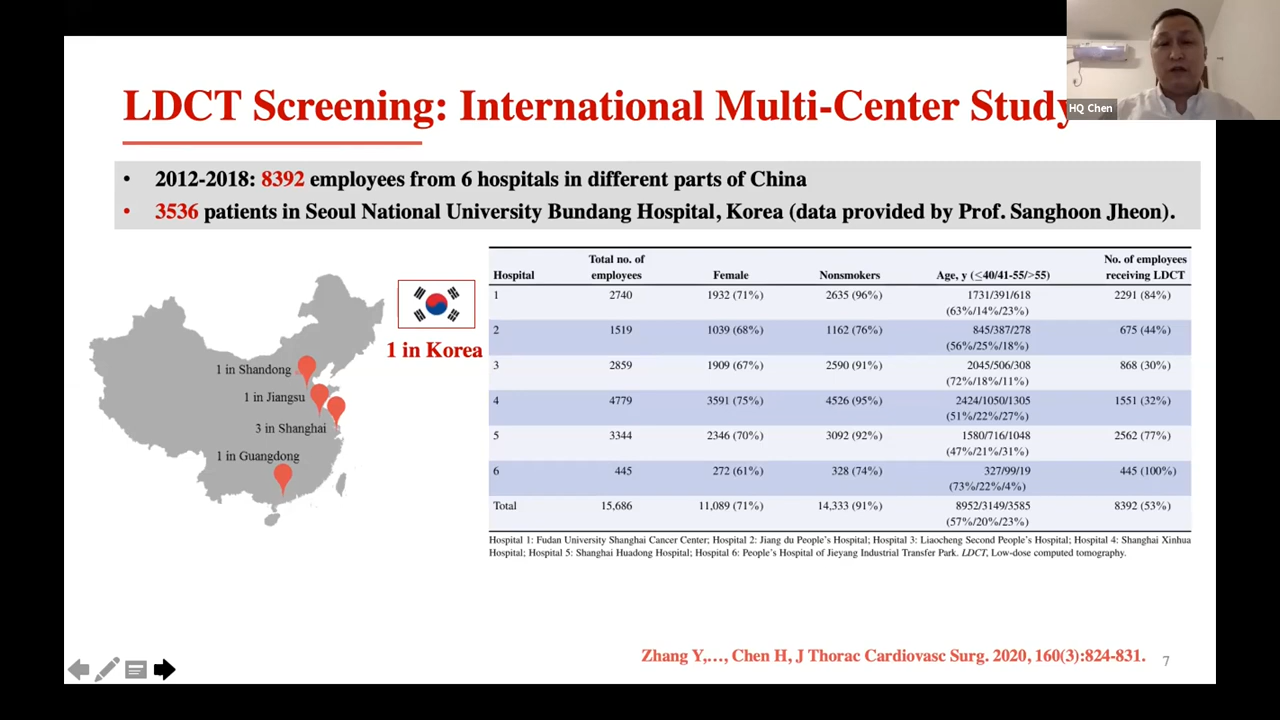 LDCT Screening: International Multi-Center Study
HQ Chen
• 2012-2018: 8392 employees from 6 hospitals in different parts of China
• 3536 patients in Seoul National University Bundang Hospital, Korea (data provided by Prof. Sanghoon Jheon).
1 in Korea
1 in Shandong
1 in Jiangsu
3 in Shanghai
1 in Guangdong
Total no. of No. of employees
Hospital employees Female Nonsmokers Age, y (≤40/41-55/>55) receiving LDCT
1 2740 1932 (71%) 2635 (96%) 1731/391/618 2291 (84%)
(63%/14%/23%)
2 1519 1039 (68%) 1162 (76%) 845/387/278 675 (44%)
(56%/25%/18%)
3 2859 1909 (67%) 2590 (91%) 2045/506/308 868 (30%)
(72%/18%/11%)
4 4779 3591 (75%) 4526 (95%) 2424/1050/1305 1551 (32%)
(51%/22%/27%)
5 3344 2346 (70%) 3092 (92%) 1580/716/1048 2562 (77%)
(47%/21%/31%)
6 445 272 (61%) 328 (74%) 327/99/19 445 (100%)
(73%/22%/4%)
Total 15,686 11,089 (71%) 14,333 (91%) 8952/3149/3585 8392 (53%)
(57%/20%/23%)
Hospital 1: Fudan University Shanghai Cancer Center; Hospital 2: Jiang du People's Hospital; Hospital 3: Liaocheng Second People's Hospital; Hospital 4: Shanghai Xinhua
Hospital; Hospital 5: Shanghai Huadong Hospital; Hospital 6: People's Hospital of Jieyang Industrial Transfer Park. LDCT, Low-dose computed tomography.
Zhang Y,…, Chen H, J Thorac Cardiovasc Surg. 2020, 160(3):824-831.
7